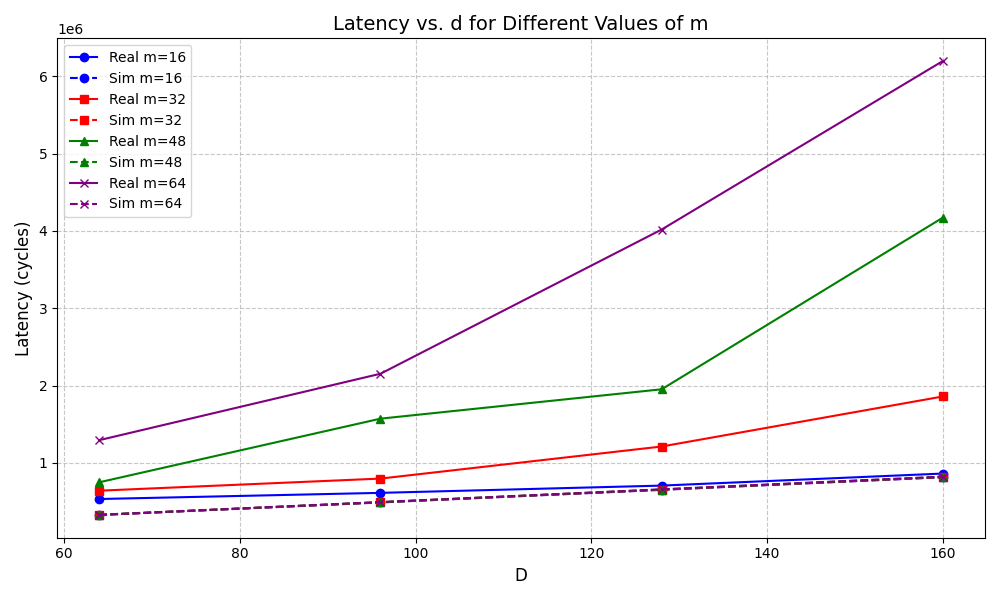 Latency vs. d for Different Values of m
1e6
Real m=16
Sim m=16
Real m=32
Sim m=32
Real m=48
Sim m=48
Real m=64
Sim m=64
Latency (cycles)
6
5
4
3
2
1
60 80 100 120 140 160
D